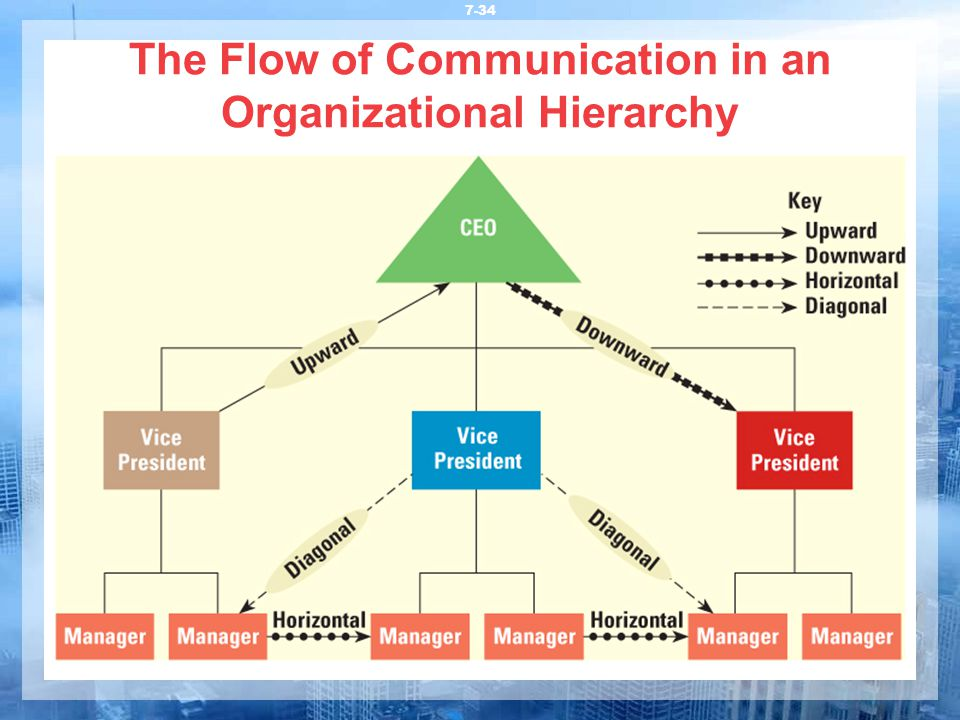 7-34
The Flow of Communication in an
Organizational Hierarchy
CEO
Key
Upward
Downward
Horizontal
Diagonal
Upward
Downward
Vice
President
Vice
President
Vice
President
Diagonal
Diagonal
Manager
Manager
Horizontal
Manager
Manager
Horizontal
Manager
Manager